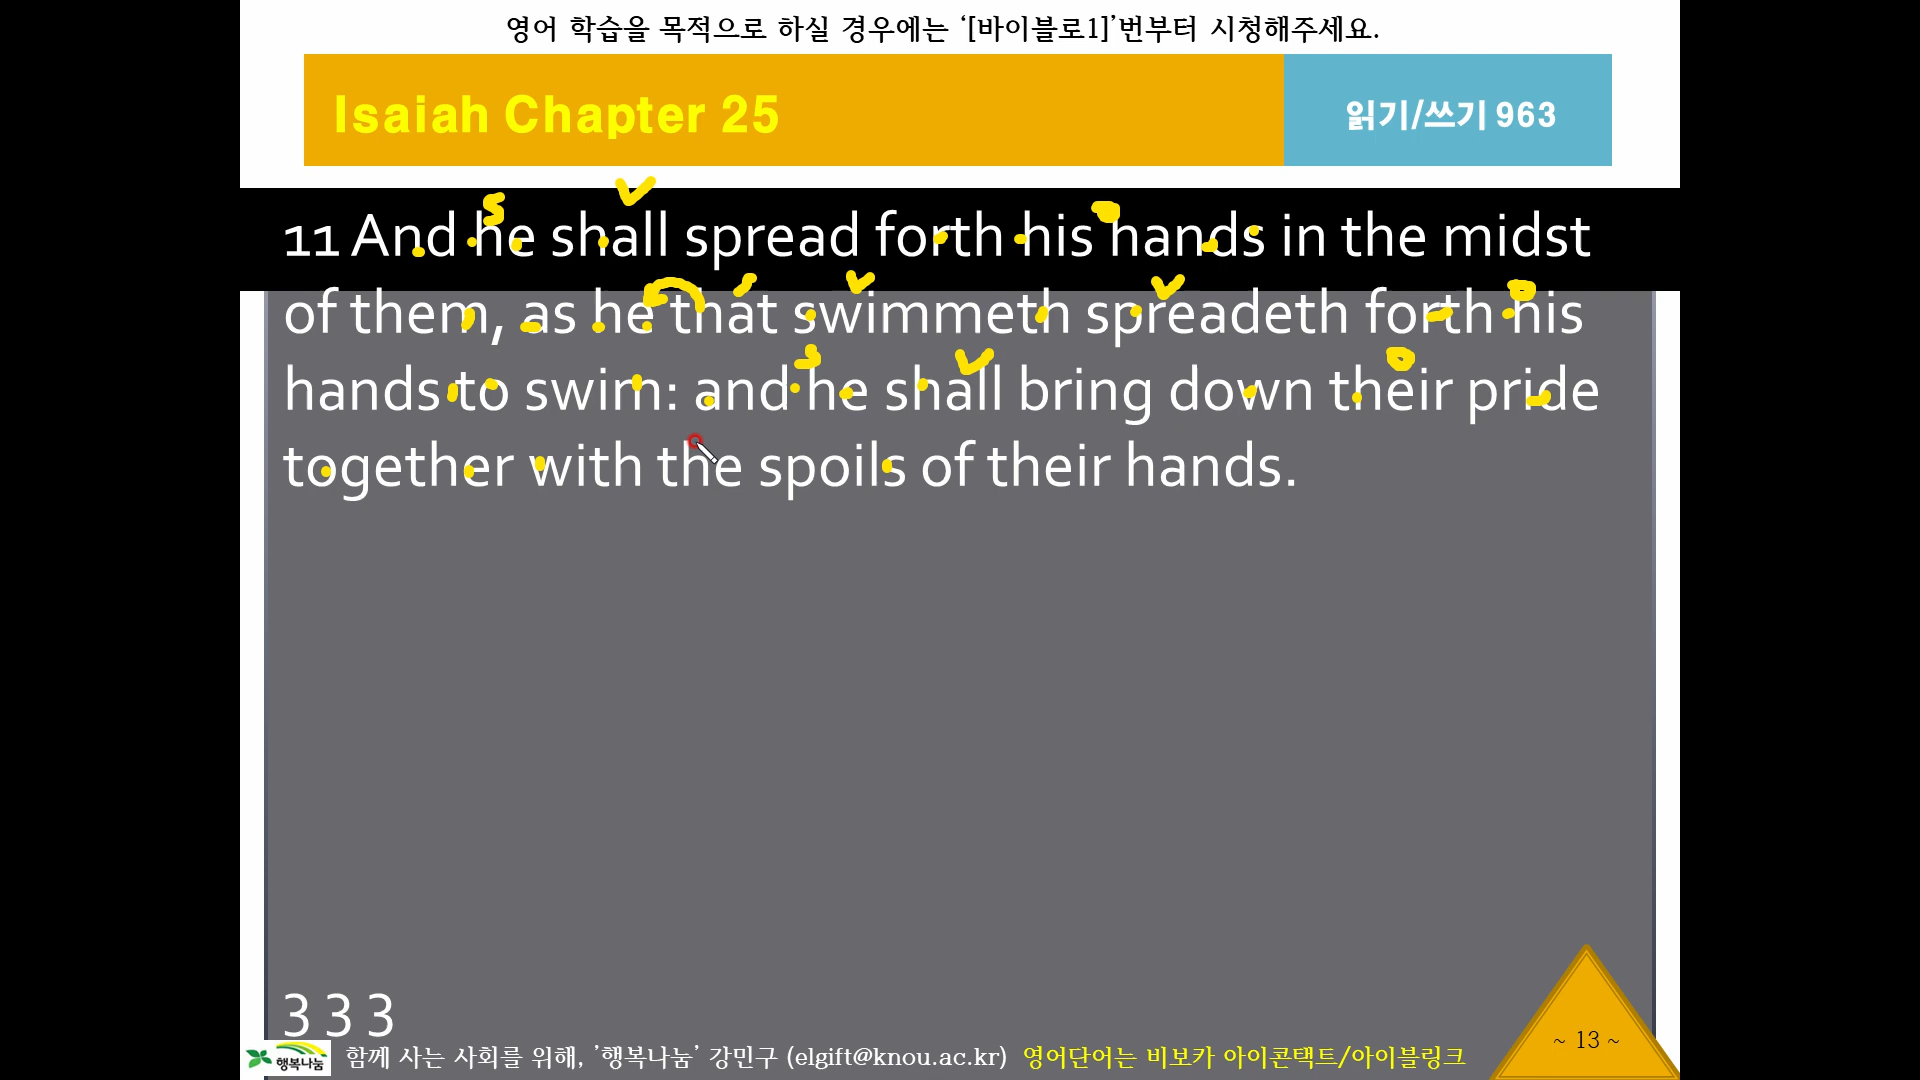 영어 학습을 목적으로 하실 경우에는 ‘[바이블로1]’번부터 시청해주세요.
Isaiah Chapter 25
읽기/쓰기 963
11 And he shall spread forth his hands in the midst
of them, as he that swimmeth spreadeth forth his
hands to swim: and he shall bring down their pride
together with the spoils of their hands.
3 3 3
~ 13 ~
행복나눔
함께 사는 사회를 위해, ’행복나눔’ 강민구 (elgift@knou.ac.kr) 영어단어는 비보카 아이콘택트/아이블링크